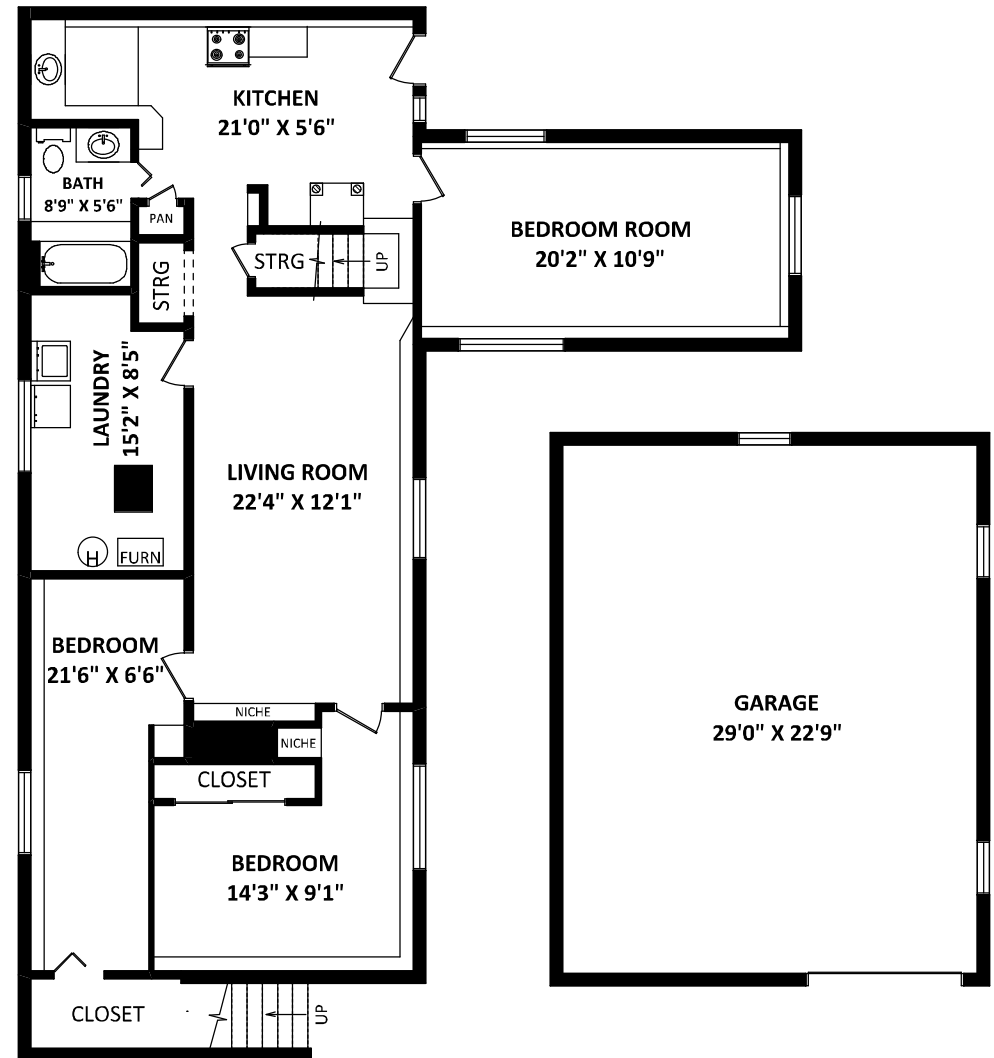 KITCHEN
21'0" X 5'6"
BATH
8'9" X 5'6"
PAN
STRG
STRG
UP
BEDROOM ROOM
20'2" X 10'9"
LAUNDRY
15'2" X 8'5"
H
FURN
LIVING ROOM
22'4" X 12'1"
BEDROOM
21'6" X 6'6"
NICHE
NICHE
CLOSET
BEDROOM
14'3" X 9'1"
CLOSET
UP
GARAGE
29'0" X 22'9"